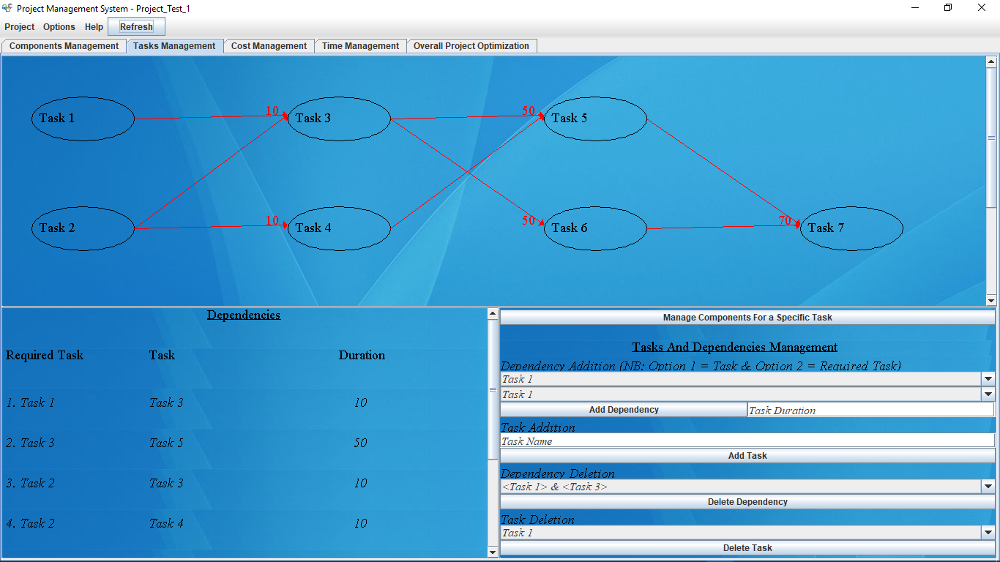 Project Management System - Project_Test_1
Project Options Help Refresh
Components Management Tasks Management Cost Management Time Management Overall Project Optimization
10 50
Task 1 Task 3 Task 5
10 50 70
Task 2 Task 4 Task 6 Task 7
Dependencies
Required Task Task Duration
1. Task 1 Task 3 10
2. Task 3 Task 5 50
3. Task 2 Task 3 10
4. Task 2 Task 4 10
Manage Components For a Specific Task
Tasks And Dependencies Management
Dependency Addition (NB: Option 1 = Task & Option 2 = Required Task)
Task 1
Task 1
Add Dependency Task Duration
Task Addition
Task Name
Add Task
Dependency Deletion
<Task 1> & <Task 3>
Delete Dependency
Task Deletion
Task 1
Delete Task